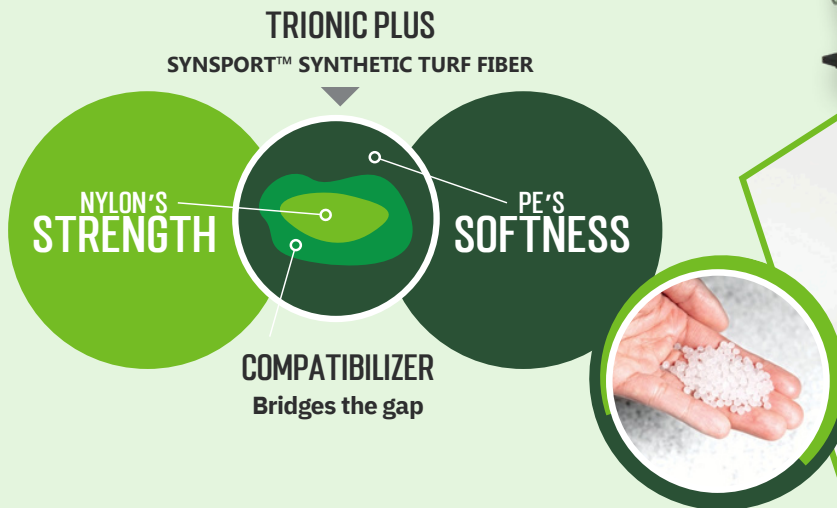 TRIONIC PLUS
SYNSPORT™ SYNTHETIC TURF FIBER
NYLON'S
STRENGTH
PE'S
SOFTNESS
COMPATIBILIZER
Bridges the gap